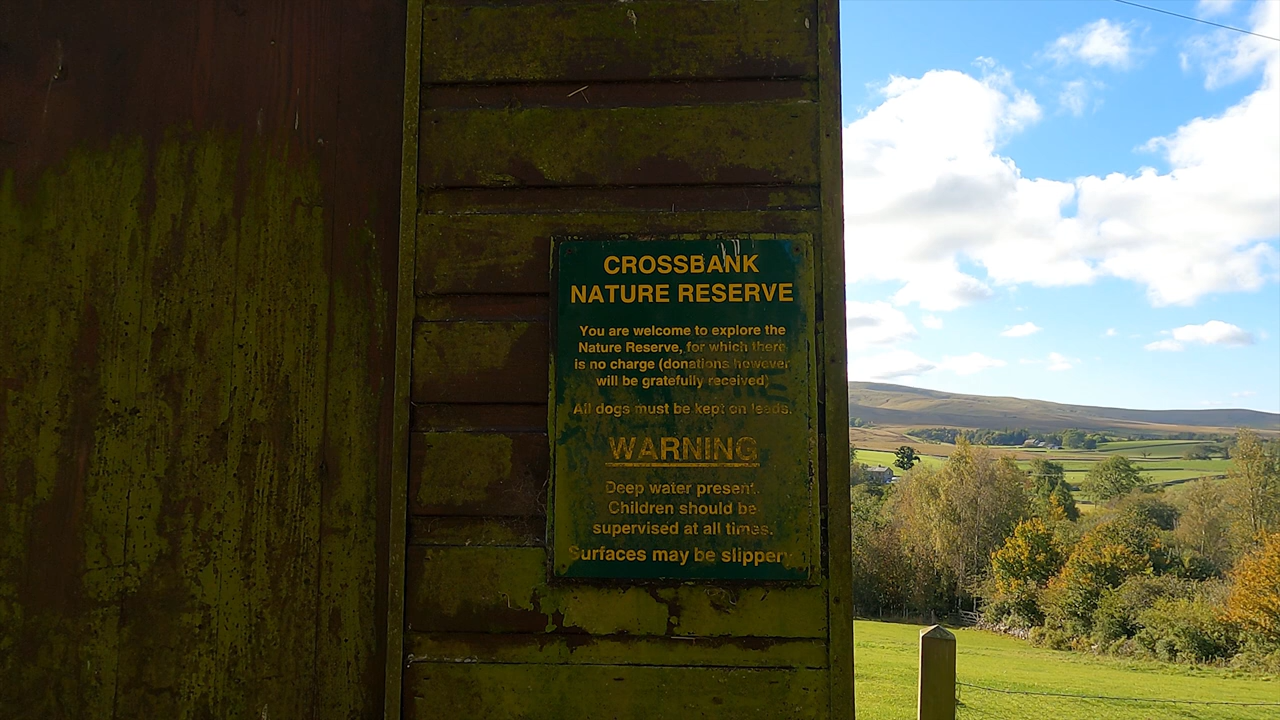 CROSSBANK
NATURE RESERVE
You are welcome to explore the
Nature Reserve, for which there
is no charge (donations however
will be gratefully received)
All dogs must be kept on leads.
WARNING
Deep water present.
Children should be
supervised at all times.
Surfaces may be slippery